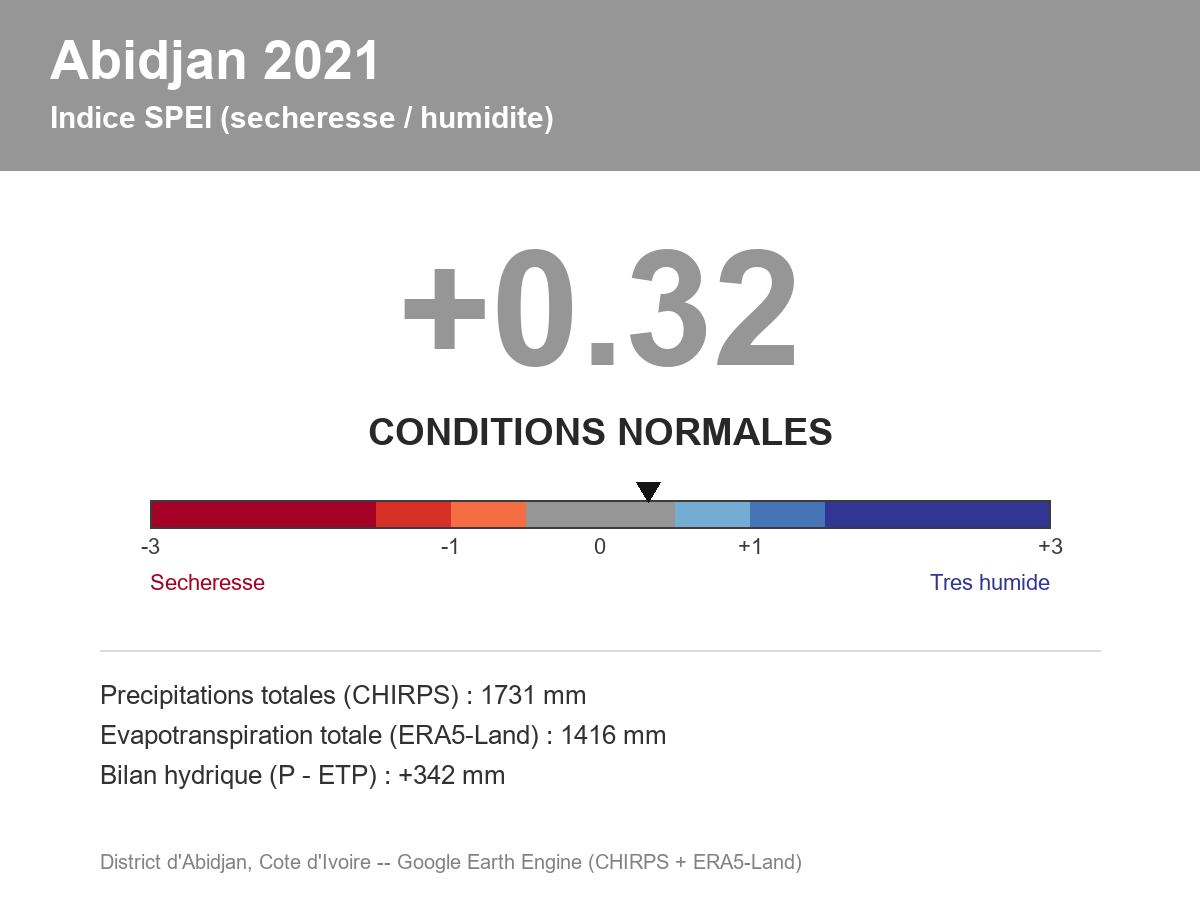 Abidjan 2021
Indice SPEI (secheresse / humidite)
+0.32
CONDITIONS NORMALES
-3 -1 0 +1 +3
Secheresse Tres humide
Precipitations totales (CHIRPS) : 1731 mm
Evapotranspiration totale (ERA5-Land) : 1416 mm
Bilan hydrique (P - ETP) : +342 mm
District d'Abidjan, Cote d'Ivoire -- Google Earth Engine (CHIRPS + ERA5-Land)